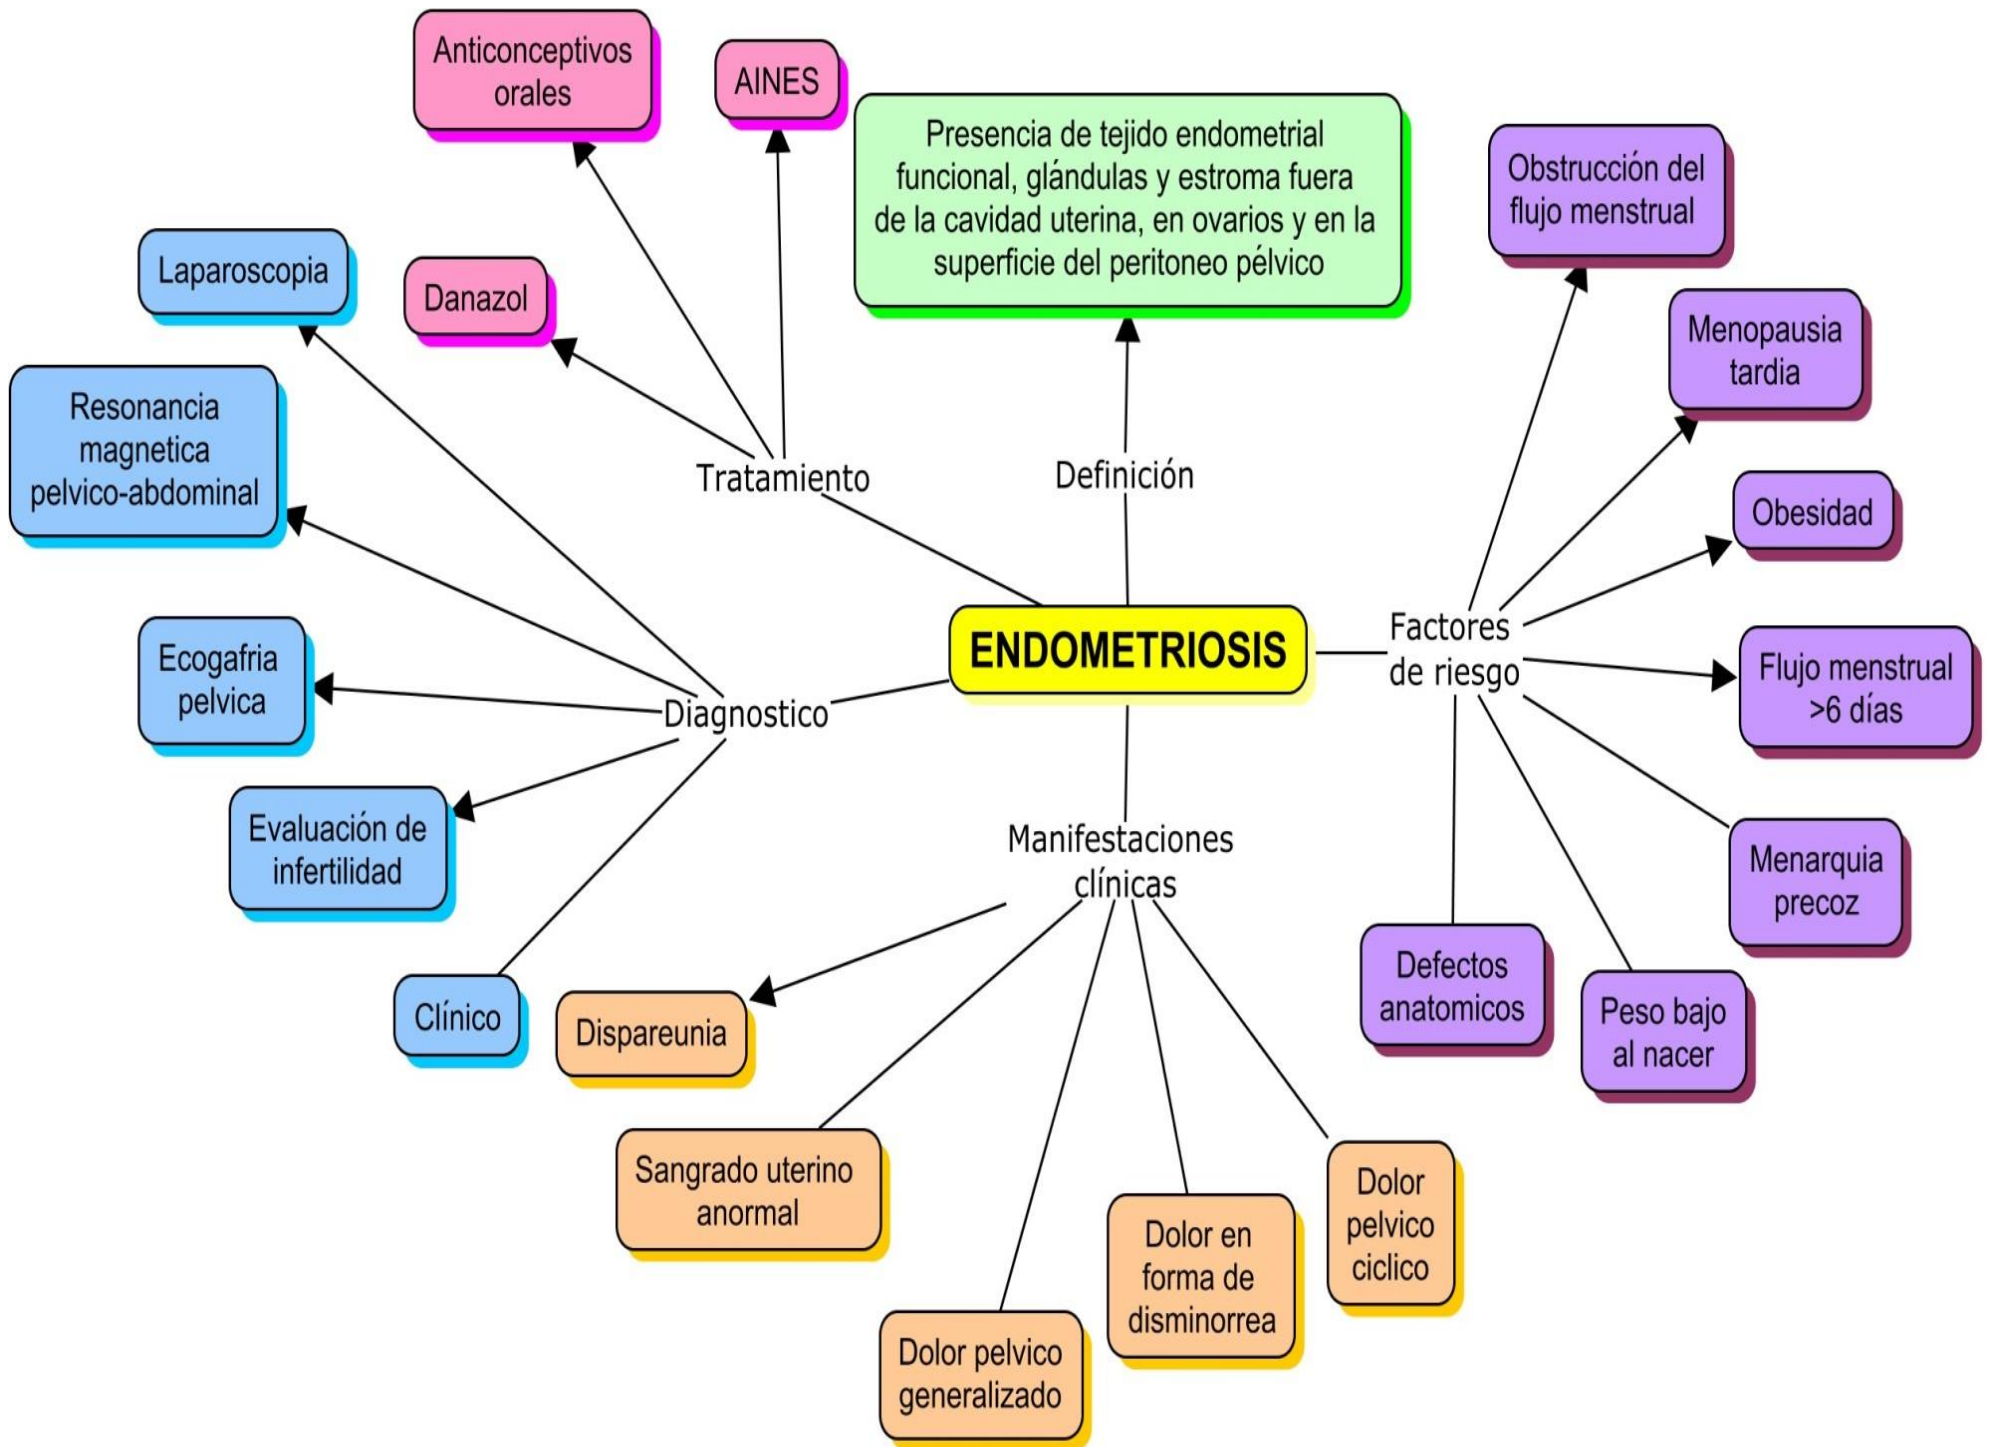 Anticonceptivos
orales
AINES
Presencia de tejido endometrial
funcional, glándulas y estroma fuera
de la cavidad uterina, en ovarios y en la
superficie del peritoneo pélvico
Obstrucción del
flujo menstrual
Laparoscopia
Danazol
Menopausia
tardia
Resonancia
magnetica
pelvico-abdominal
Tratamiento
Definición
Obesidad
Ecogafria
pelvica
ENDOMETRIOSIS
Factores
de riesgo
Flujo menstrual
>6 días
Diagnostico
Evaluación de
infertilidad
Manifestaciones
clínicas
Menarquia
precoz
Clínico
Dispareunia
Defectos
anatomicos
Peso bajo
al nacer
Sangrado uterino
anormal
Dolor
pelvico
ciclico
Dolor en
forma de
disminorrea
Dolor pelvico
generalizado